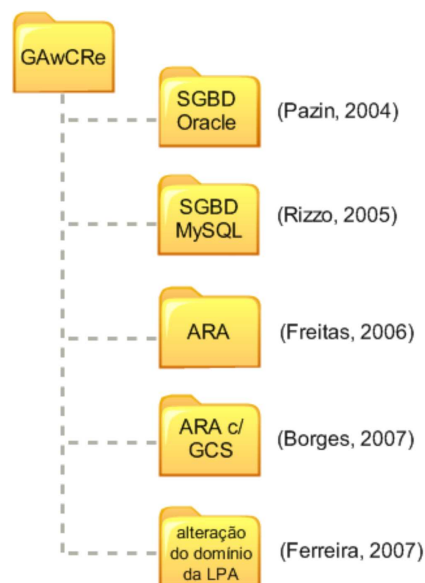 GAwCRe
SGBD
Oracle
(Pazin, 2004)
SGBD
MySQL
(Rizzo, 2005)
ARA
(Freitas, 2006)
ARA c/
GCS
(Borges, 2007)
alteração
do domínio
da LPA
(Ferreira, 2007)